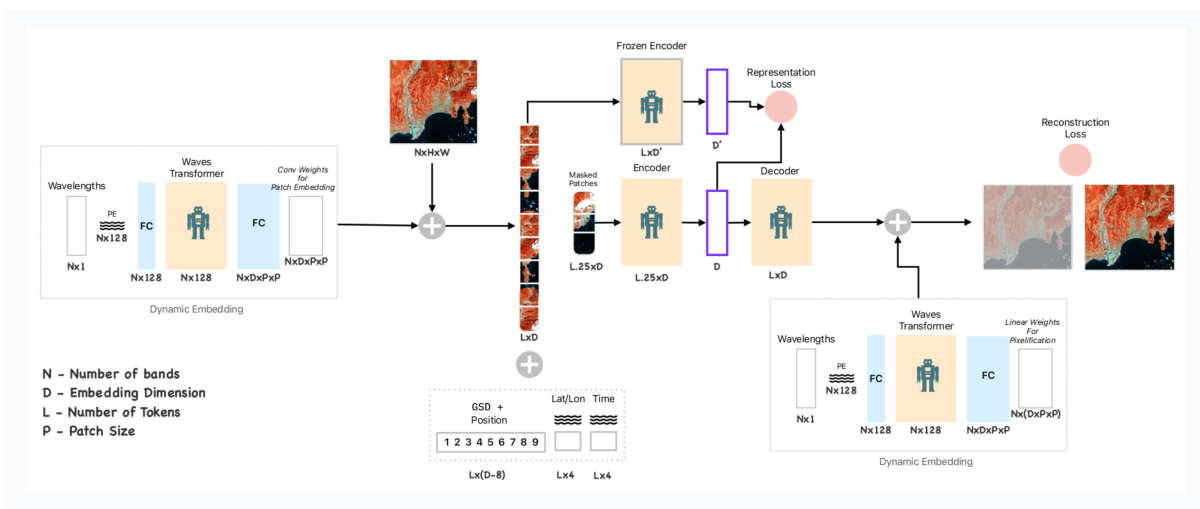 Frozen Encoder
Representation
Loss
NxHxW
LxD’
D’
Reconstruction
Loss
Wavelengths
Waves
Transformer
Conv Weights
for
Patch Embedding
PE
Nx128
FC
FC
Nx1
Nx128
Nx128
NxDxPxP
NxDxPxP
Dynamic Embedding
Masked
Patches
Encoder
Decoder
L.25xD
L.25xD
D
LxD
LxD
N - Number of bands
D - Embedding Dimension
L - Number of Tokens
P - Patch Size
GSD +
Position
Lat/Lon
Time
1 2 3 4 5 6 7 8 9
Lx(D-8)
Lx4
Lx4
Wavelengths
Waves
Transformer
Linear Weights
For
Pixelification
PE
Nx128
FC
FC
Nx1
Nx128
Nx128
NxDxPxP
Nx(DxPxP)
Dynamic Embedding